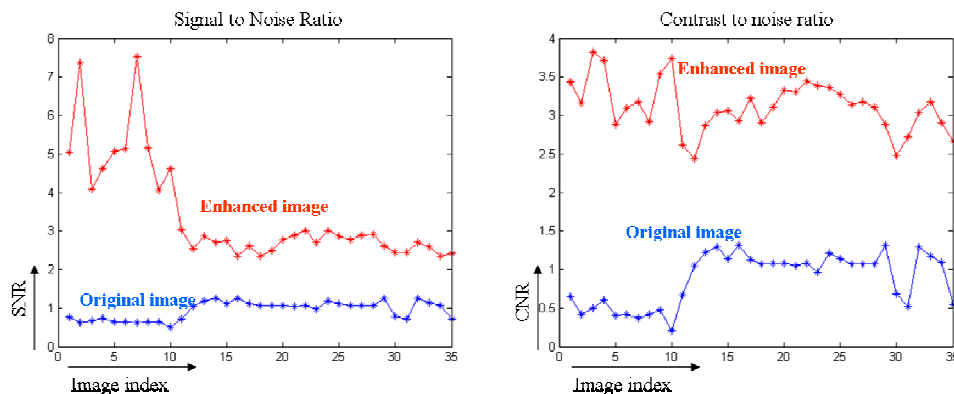 Signal to Noise Ratio
8
7
6
5
4
3
2
1
0
Enhanced image
Original image
SNR
0 5 10 15 20 25 30 35
Image index
Contrast to noise ratio
4
3.5
3
2.5
2
1.5
1
0.5
0
Enhanced image
Original image
CNR
0 5 10 15 20 25 30 35
Image index